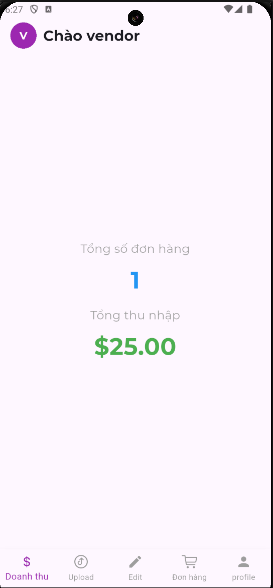 6:27
V
Chào vendor
Tổng số đơn hàng
1
Tổng thu nhập
$25.00
Doanh thu
Upload
Edit
Đơn hàng
profile